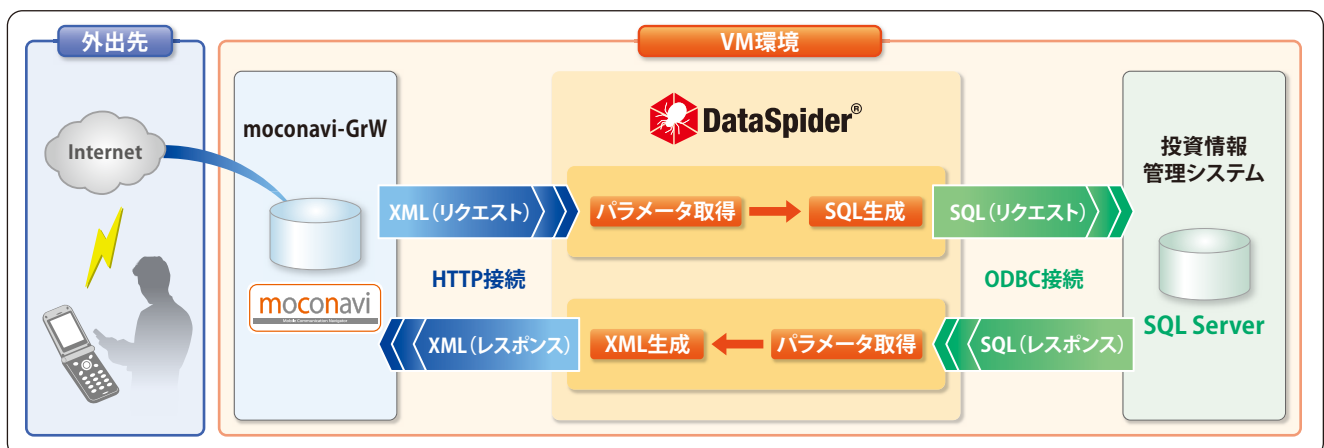 外出先
VM環境
Internet
moconavi-GrW
moconavi
Mobile Communication Navigator
DataSpider®
XML(リクエスト)
パラメータ取得
SQL生成
SQL(リクエスト)
HTTP接続
ODBC接続
XML(レスポンス)
XML生成
パラメータ取得
SQL(レスポンス)
投資情報
管理システム
SQL Server